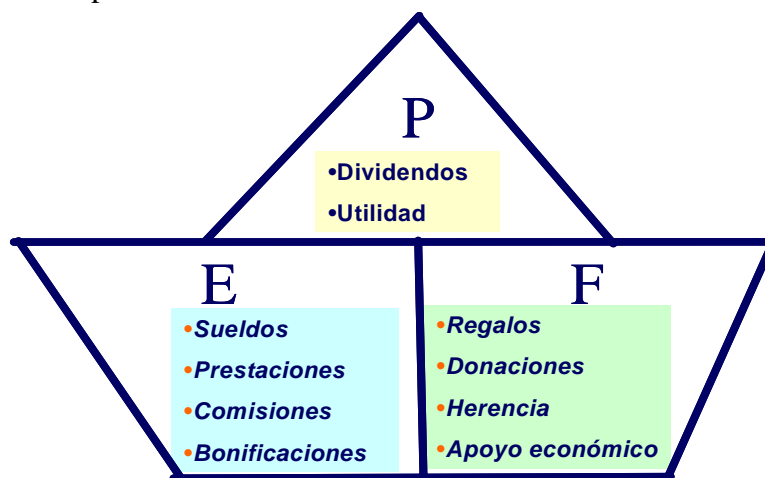 P
•Dividendos
•Utilidad
E
•Sueldos
•Prestaciones
•Comisiones
•Bonificaciones
F
•Regalos
•Donaciones
•Herencia
•Apoyo económico